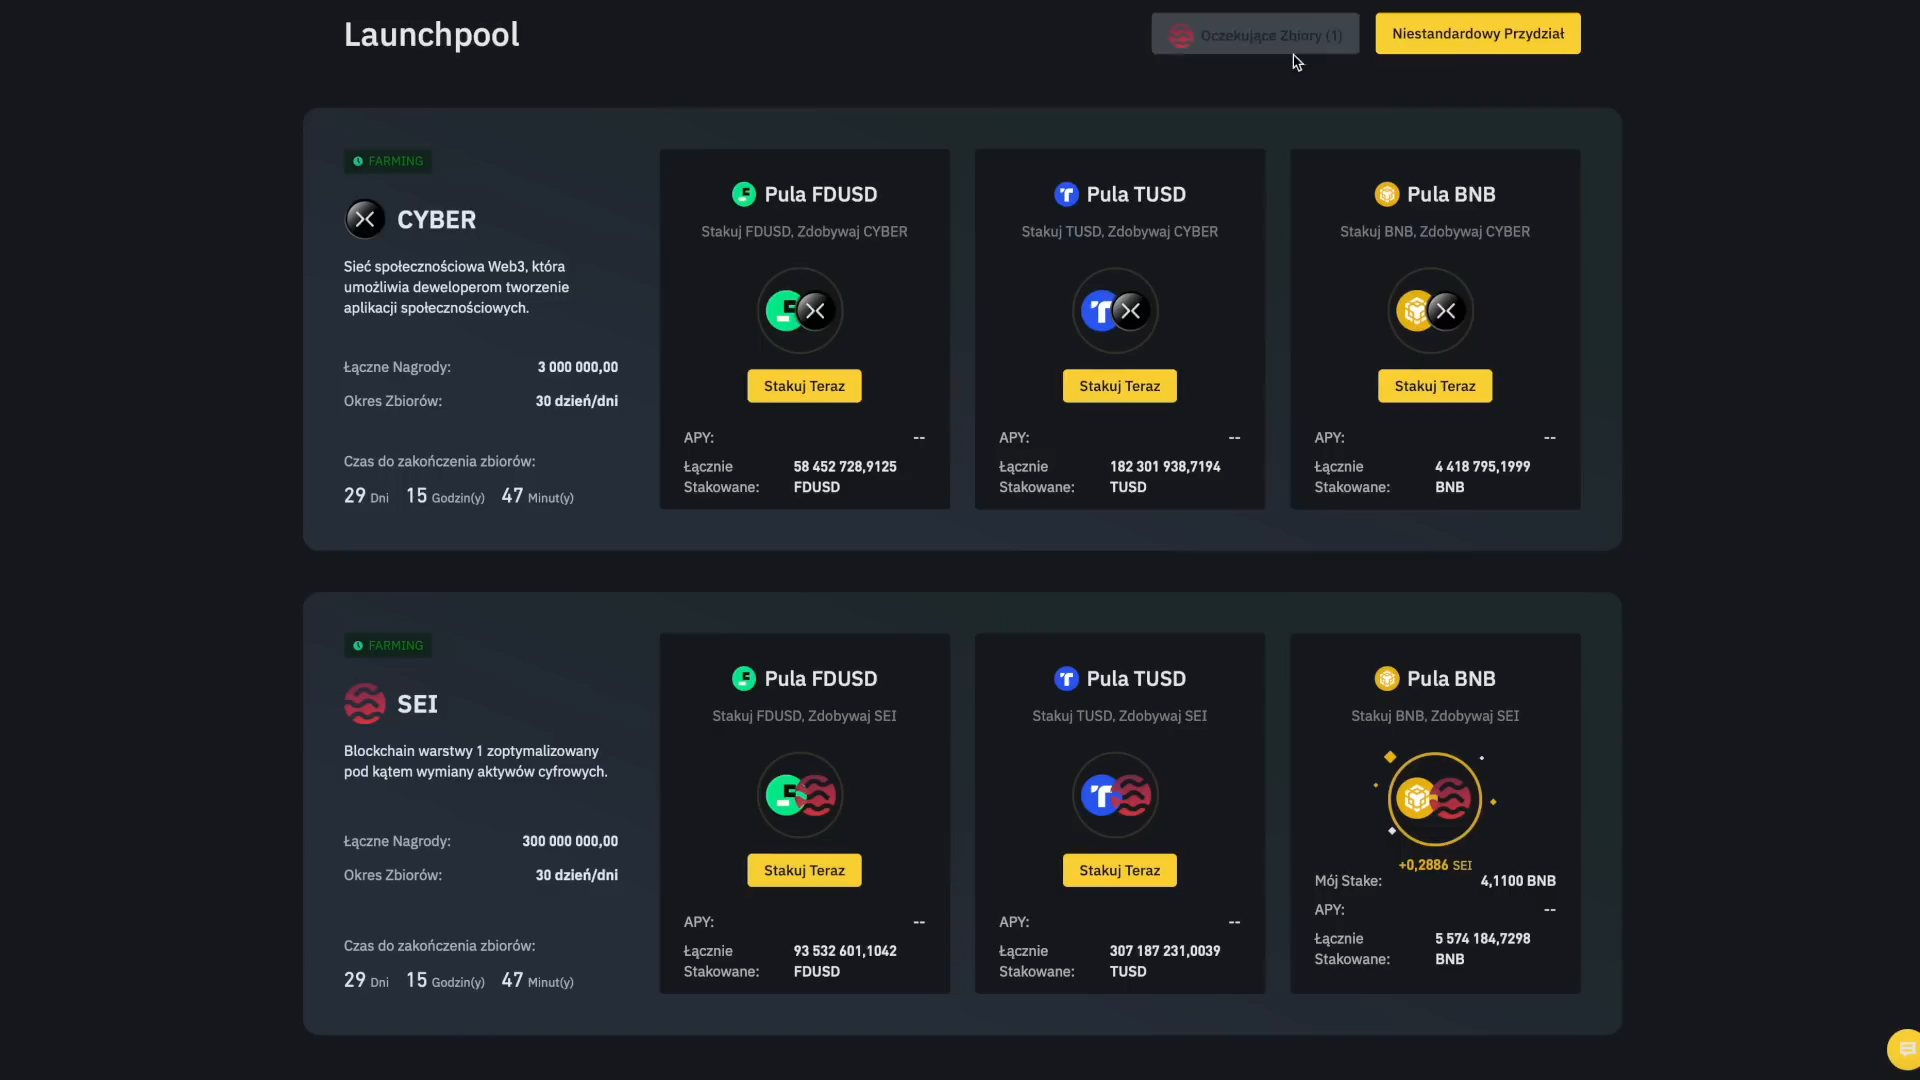 Launchpool
Oczekujące Zbiory (1)
Niestandardowy Przydział
FARMING
CYBER
Sieć społecznościowa Web3, która
umożliwia deweloperom tworzenie
aplikacji społecznościowych.
Łączne Nagrody: 3 000 000,00
Okres Zbiorów: 30 dzień/dni
Czas do zakończenia zbiorów:
29 Dni 15 Godzin(y) 47 Minut(y)
Pula FDUSD
Stakuj FDUSD, Zdobywaj CYBER
Stakuj Teraz
APY: --
Łącznie 58 452 728,9125
Stakowane: FDUSD
Pula TUSD
Stakuj TUSD, Zdobywaj CYBER
Stakuj Teraz
APY: --
Łącznie 182 301 938,7194
Stakowane: TUSD
Pula BNB
Stakuj BNB, Zdobywaj CYBER
Stakuj Teraz
APY: --
Łącznie 4 418 795,1999
Stakowane: BNB
FARMING
SEI
Blockchain warstwy 1 zoptymalizowany
pod kątem wymiany aktywów cyfrowych.
Łączne Nagrody: 300 000 000,00
Okres Zbiorów: 30 dzień/dni
Czas do zakończenia zbiorów:
29 Dni 15 Godzin(y) 47 Minut(y)
Pula FDUSD
Stakuj FDUSD, Zdobywaj SEI
Stakuj Teraz
APY: --
Łącznie 93 532 601,1042
Stakowane: FDUSD
Pula TUSD
Stakuj TUSD, Zdobywaj SEI
Stakuj Teraz
APY: --
Łącznie 307 187 231,0039
Stakowane: TUSD
Pula BNB
Stakuj BNB, Zdobywaj SEI
+0,2886 SEI
Mój Stake: 4,1100 BNB
APY: --
Łącznie 5 574 184,7298
Stakowane: BNB